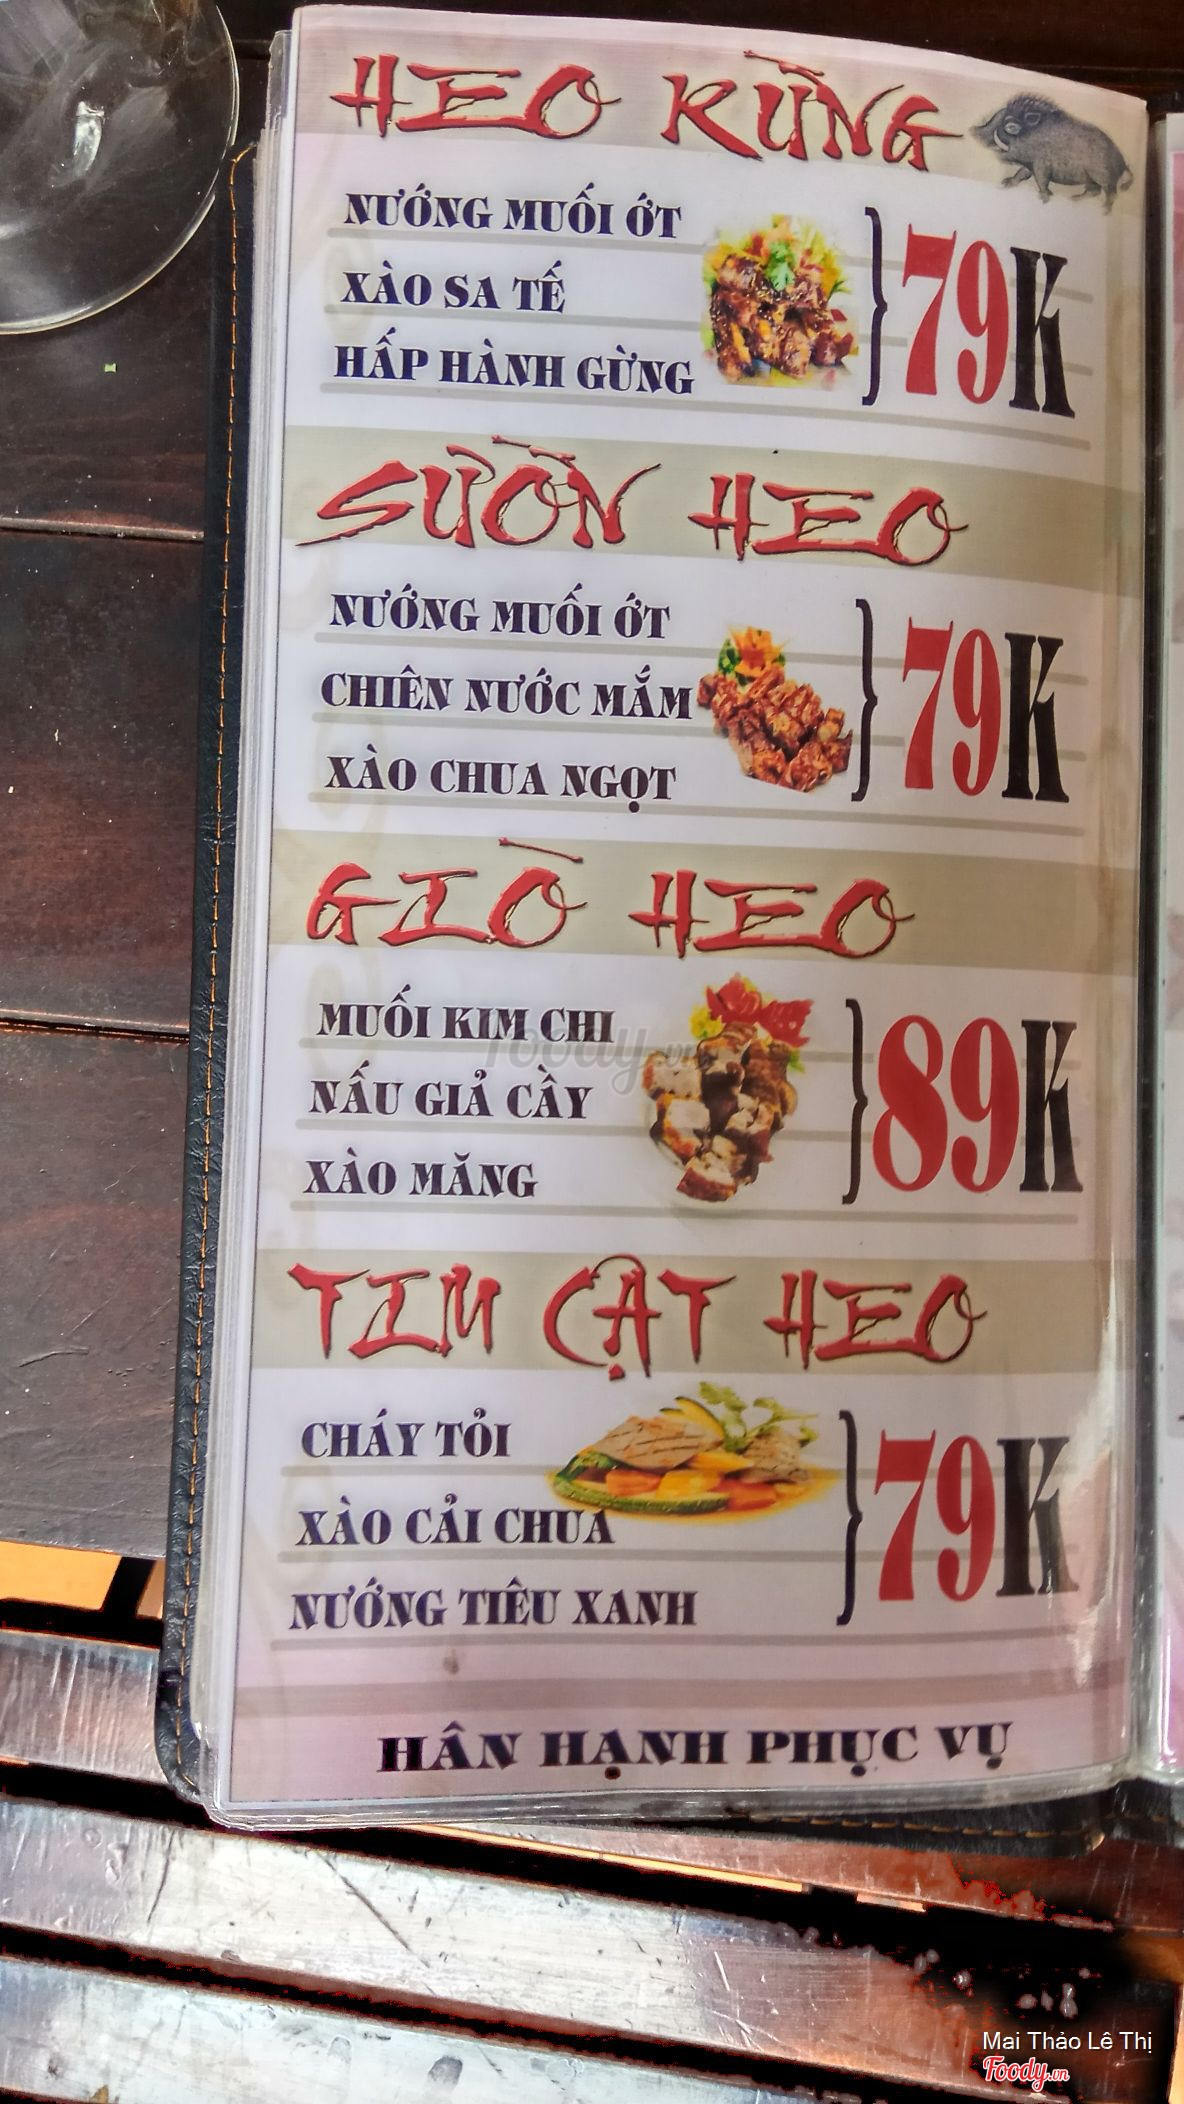 HEO RỪNG
NƯỚNG MUỐI ỚT
XÀO SA TẾ
HẤP HÀNH GỪNG
79K
SƯỜN HEO
NƯỚNG MUỐI ỚT
CHIÊN NƯỚC MẮM
XÀO CHUA NGỌT
79K
GIÒ HEO
MUỐI KIM CHI
NẤU GIẢ CẦY
XÀO MĂNG
89K
TIM CẬT HEO
CHÁY TỎI
XÀO CẢI CHUA
NƯỚNG TIÊU XANH
79K
HÂN HẠNH PHỤC VỤ
Foody.vn
Mai Thảo Lê Thị
Foody.vn